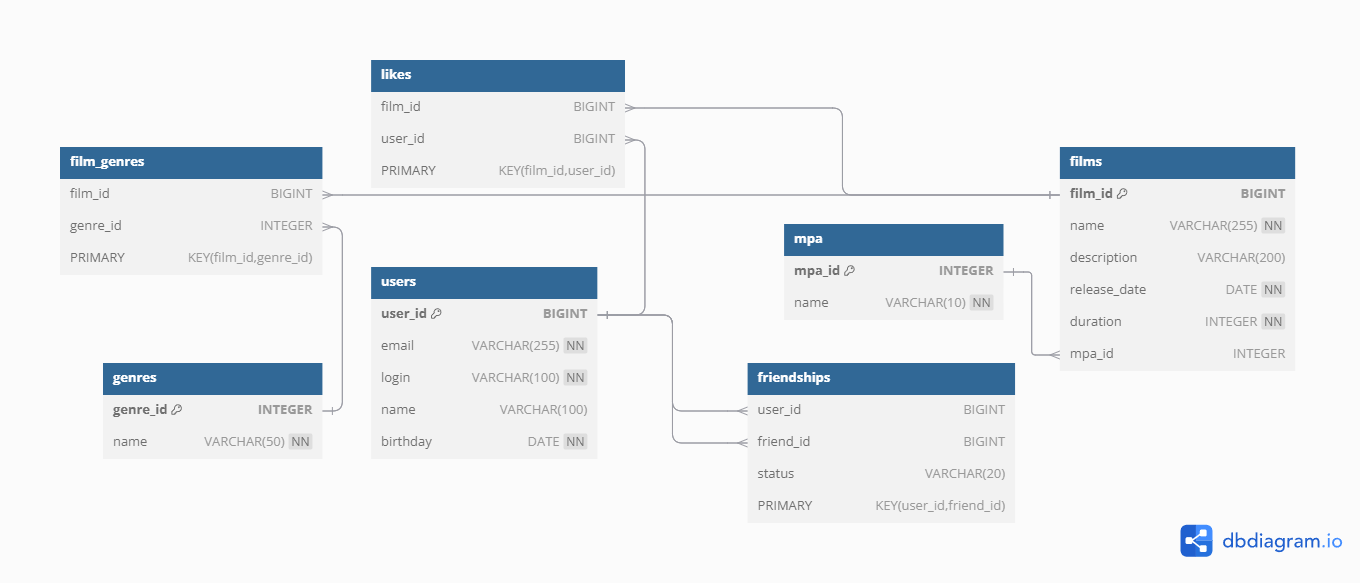 likes
film_id BIGINT
user_id BIGINT
PRIMARY KEY(film_id,user_id)
film_genres
film_id BIGINT
genre_id INTEGER
PRIMARY KEY(film_id,genre_id)
films
film_id BIGINT
name VARCHAR(255) NN
description VARCHAR(200)
release_date DATE NN
duration INTEGER NN
mpa_id INTEGER
mpa
mpa_id INTEGER
name VARCHAR(10) NN
users
user_id BIGINT
email VARCHAR(255) NN
login VARCHAR(100) NN
name VARCHAR(100)
birthday DATE NN
genres
genre_id INTEGER
name VARCHAR(50) NN
friendships
user_id BIGINT
friend_id BIGINT
status VARCHAR(20)
PRIMARY KEY(user_id,friend_id)
dbdiagram.io